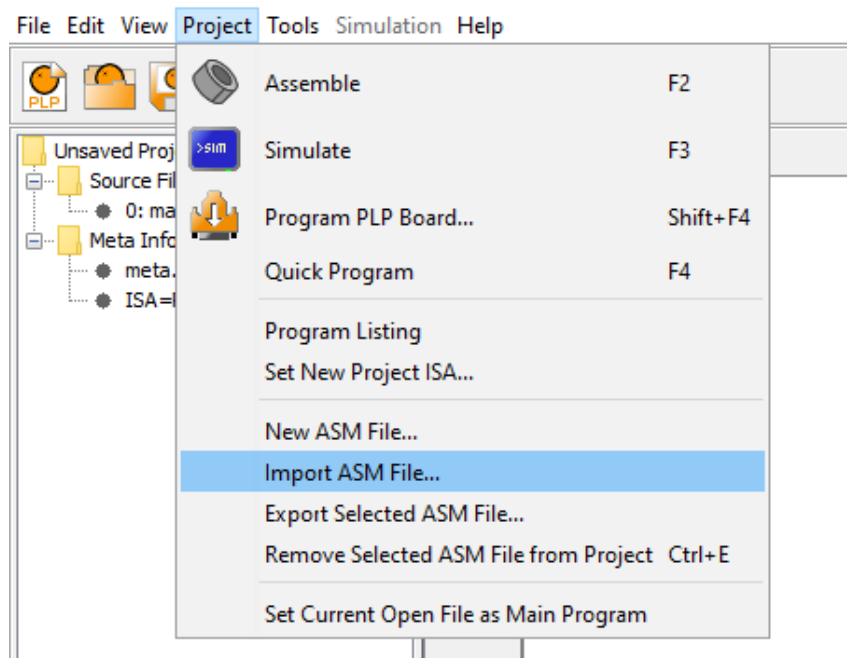 File Edit View Project Tools Simulation Help
PLP
Unsaved Proj
Source Fil
0: ma
Meta Info
meta.
ISA=
Assemble F2
>sim Simulate F3
Program PLP Board... Shift+F4
Quick Program F4
Program Listing
Set New Project ISA...
New ASM File...
Import ASM File...
Export Selected ASM File...
Remove Selected ASM File from Project Ctrl+E
Set Current Open File as Main Program